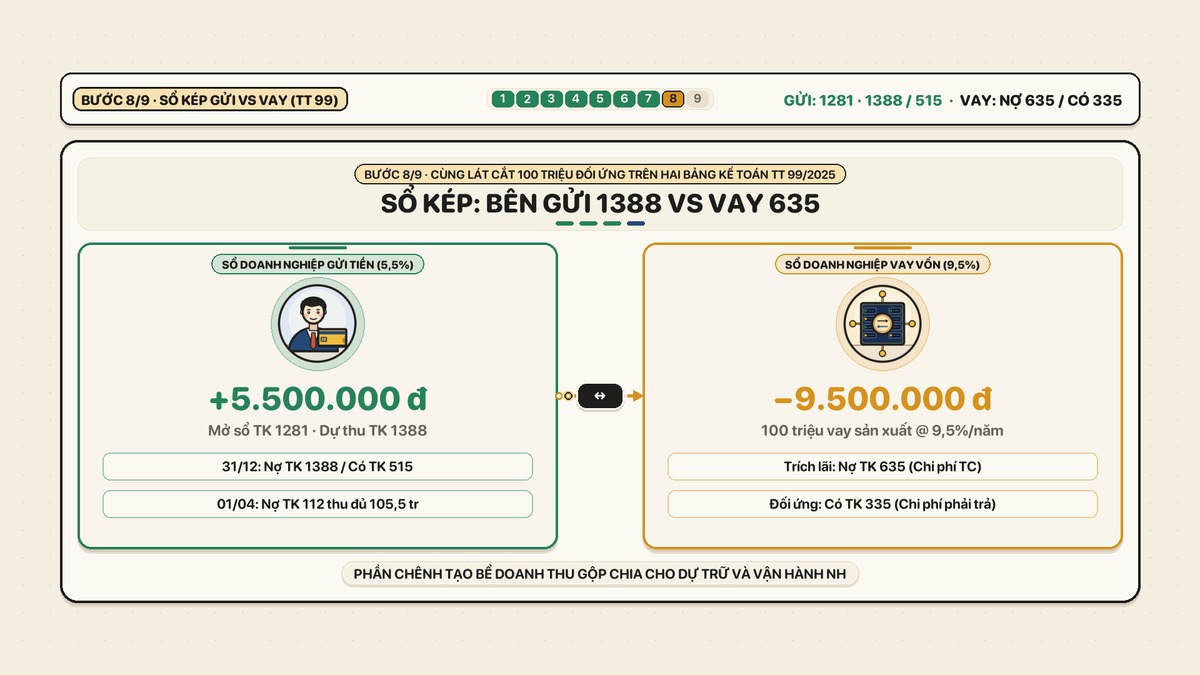 BƯỚC 8/9 · SỔ KÉP GỬI VS VAY (TT 99)
1 2 3 4 5 6 7 8 9
GỬI: 1281 · 1388 / 515 · VAY: NỢ 635 / CÓ 335
BƯỚC 8/9 · CÙNG LÁT CẮT 100 TRIỆU ĐỐI ỨNG TRÊN HAI BẢNG KẾ TOÁN TT 99/2025
SỔ KÉP: BÊN GỬI 1388 VS VAY 635
SỔ DOANH NGHIỆP GỬI TIỀN (5,5%)
+5.500.000 đ
Mở sổ TK 1281 · Dự thu TK 1388
31/12: Nợ TK 1388 / Có TK 515
01/04: Nợ TK 112 thu đủ 105,5 tr
↔
SỔ DOANH NGHIỆP VAY VỐN (9,5%)
−9.500.000 đ
100 triệu vay sản xuất @ 9,5%/năm
Trích lãi: Nợ TK 635 (Chi phí TC)
Đối ứng: Có TK 335 (Chi phí phải trả)
PHẦN CHÊNH TẠO BỂ DOANH THU GỘP CHIA CHO DỰ TRỮ VÀ VẬN HÀNH NH